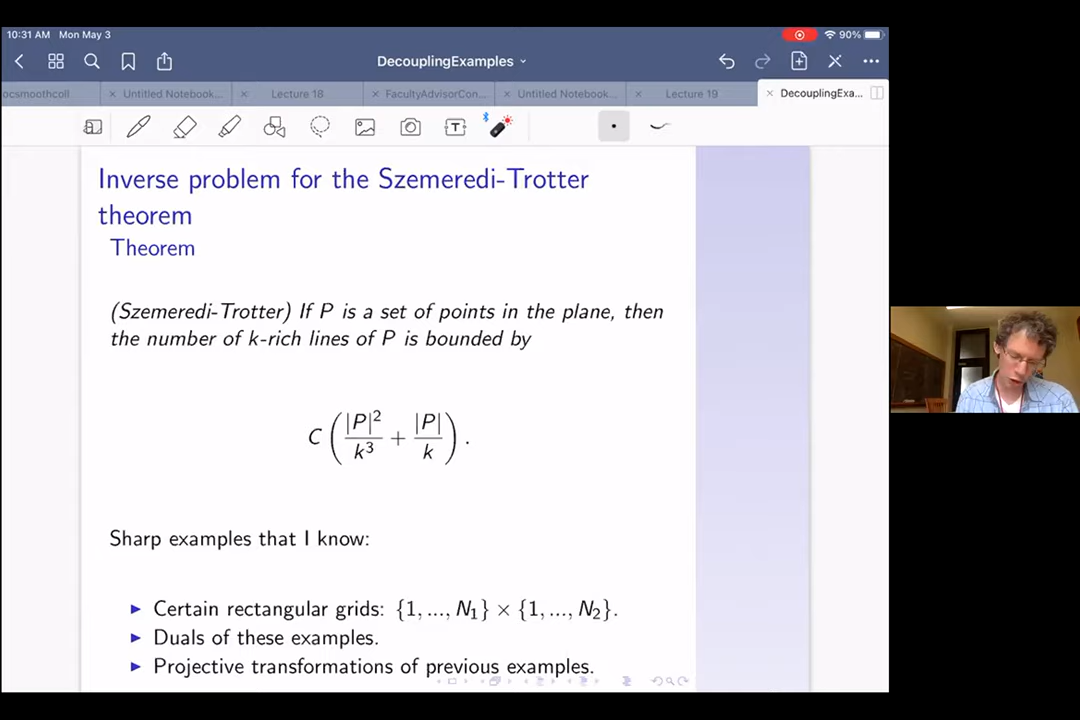 10:31 AM Mon May 3
90%
DecouplingExamples
ocsmoothcoll
Untitled Notebook...
Lecture 18
FacultyAdvisorCon...
Untitled Notebook...
Lecture 19
DecouplingExa...
Inverse problem for the Szemeredi-Trotter
theorem
Theorem
(Szemeredi-Trotter) If P is a set of points in the plane, then
the number of k-rich lines of P is bounded by
C ( |P|² / k³ + |P| / k ) .
Sharp examples that I know:
▶ Certain rectangular grids: {1, ..., N₁} × {1, ..., N₂}.
▶ Duals of these examples.
▶ Projective transformations of previous examples.